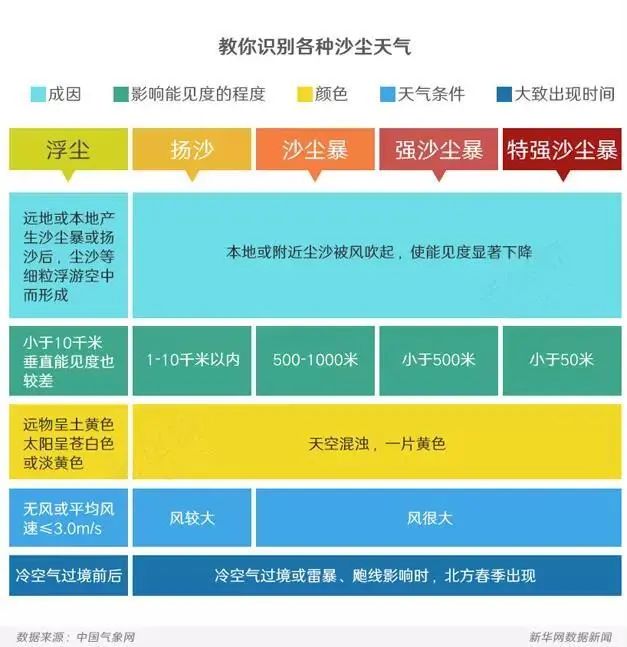 教你识别各种沙尘天气
成因
影响能见度的程度
颜色
天气条件
大致出现时间
浮尘
扬沙
沙尘暴
强沙尘暴
特强沙尘暴
远地或本地产
生沙尘暴或扬
沙后，尘沙等
细粒浮游空中
而形成
本地或附近尘沙被风吹起，使能见度显著下降
小于10千米
垂直能见度也
较差
1-10千米以内
500-1000米
小于500米
小于50米
远物呈土黄色
太阳呈苍白色
或淡黄色
天空混浊，一片黄色
无风或平均风
速≤3.0m/s
风较大
风很大
冷空气过境前后
冷空气过境或雷暴、飑线影响时，北方春季出现
数据来源：中国气象网
新华网数据新闻